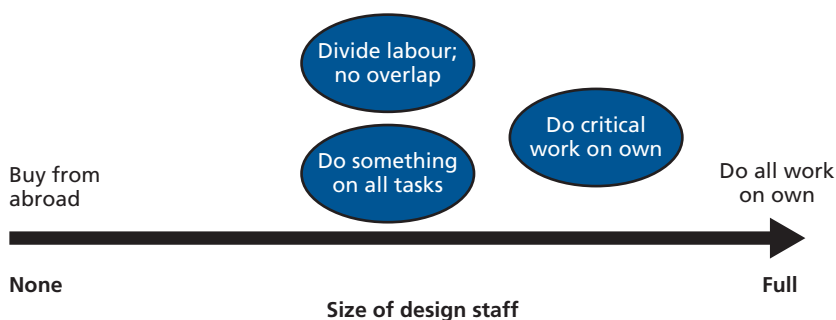 Divide labour;
no overlap
Do something
on all tasks
Do critical
work on own
Buy from
abroad
Do all work
on own
None
Full
Size of design staff